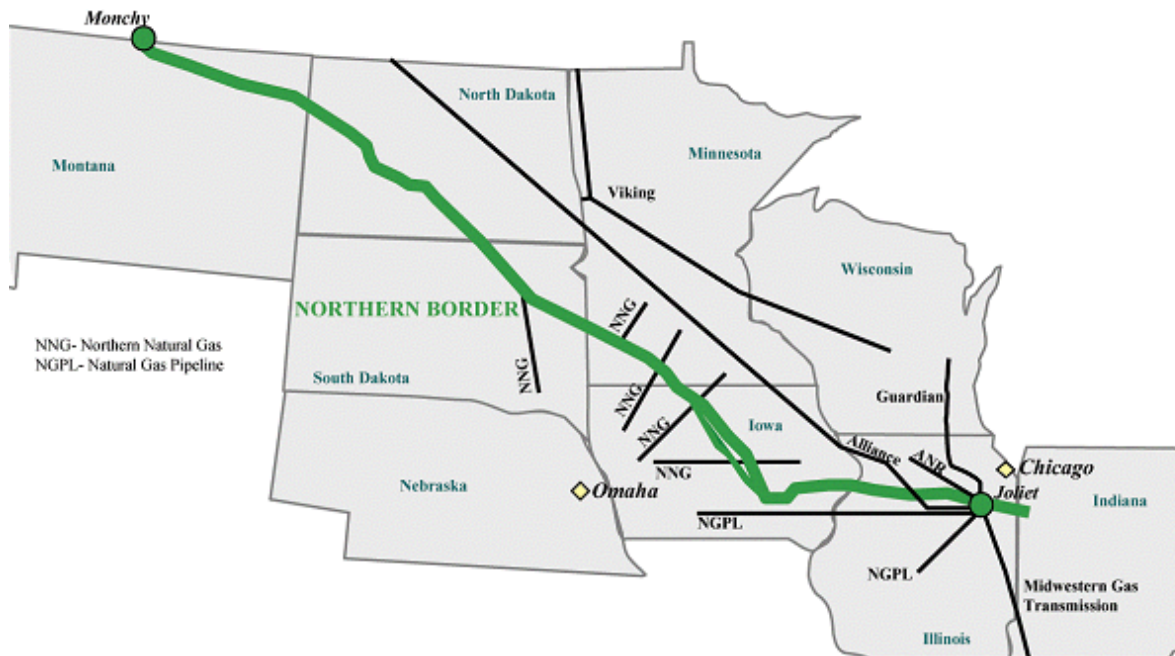 Monchy
North Dakota
Minnesota
Montana
Viking
Wisconsin
NORTHERN BORDER
NNG
NNG- Northern Natural Gas
NGPL- Natural Gas Pipeline
South Dakota
NNG
NNG
Guardian
NNG
Iowa
Alliance
ANR
NNG
Chicago
Nebraska
Omaha
Joliet
Indiana
NGPL
NGPL
Midwestern Gas
Transmission
Illinois